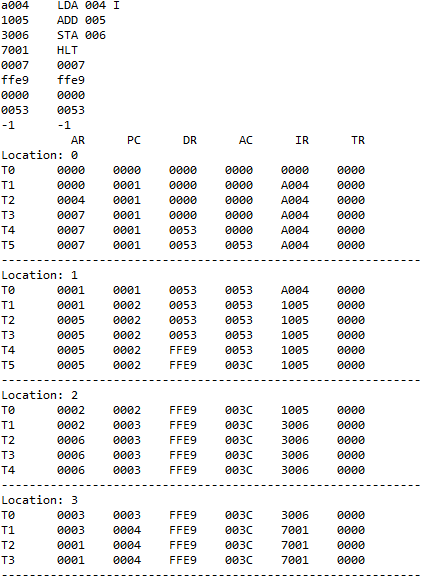 a004 LDA 004 I
1005 ADD 005
3006 STA 006
7001 HLT
0007 0007
ffe9 ffe9
0000 0000
0053 0053
-1 -1
AR PC DR AC IR TR
Location: 0
T0 0000 0000 0000 0000 0000 0000
T1 0000 0001 0000 0000 A004 0000
T2 0004 0001 0000 0000 A004 0000
T3 0007 0001 0000 0000 A004 0000
T4 0007 0001 0053 0000 A004 0000
T5 0007 0001 0053 0053 A004 0000
------------------------------------------------------------
Location: 1
T0 0001 0001 0053 0053 A004 0000
T1 0001 0002 0053 0053 1005 0000
T2 0005 0002 0053 0053 1005 0000
T3 0005 0002 0053 0053 1005 0000
T4 0005 0002 FFE9 0053 1005 0000
T5 0005 0002 FFE9 003C 1005 0000
------------------------------------------------------------
Location: 2
T0 0002 0002 FFE9 003C 1005 0000
T1 0002 0003 FFE9 003C 3006 0000
T2 0006 0003 FFE9 003C 3006 0000
T3 0006 0003 FFE9 003C 3006 0000
T4 0006 0003 FFE9 003C 3006 0000
------------------------------------------------------------
Location: 3
T0 0003 0003 FFE9 003C 3006 0000
T1 0003 0004 FFE9 003C 7001 0000
T2 0001 0004 FFE9 003C 7001 0000
T3 0001 0004 FFE9 003C 7001 0000
------------------------------------------------------------